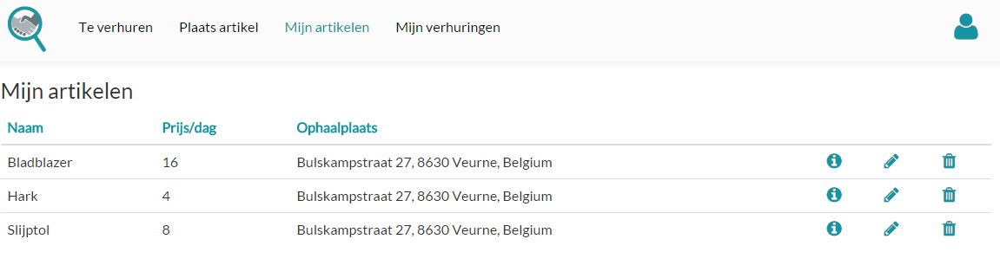 Te verhuren Plaats artikel Mijn artikelen Mijn verhuringen
Mijn artikelen
Naam Prijs/dag Ophaalplaats
Bladblazer 16 Bulskampstraat 27, 8630 Veurne, Belgium
Hark 4 Bulskampstraat 27, 8630 Veurne, Belgium
Slijptol 8 Bulskampstraat 27, 8630 Veurne, Belgium